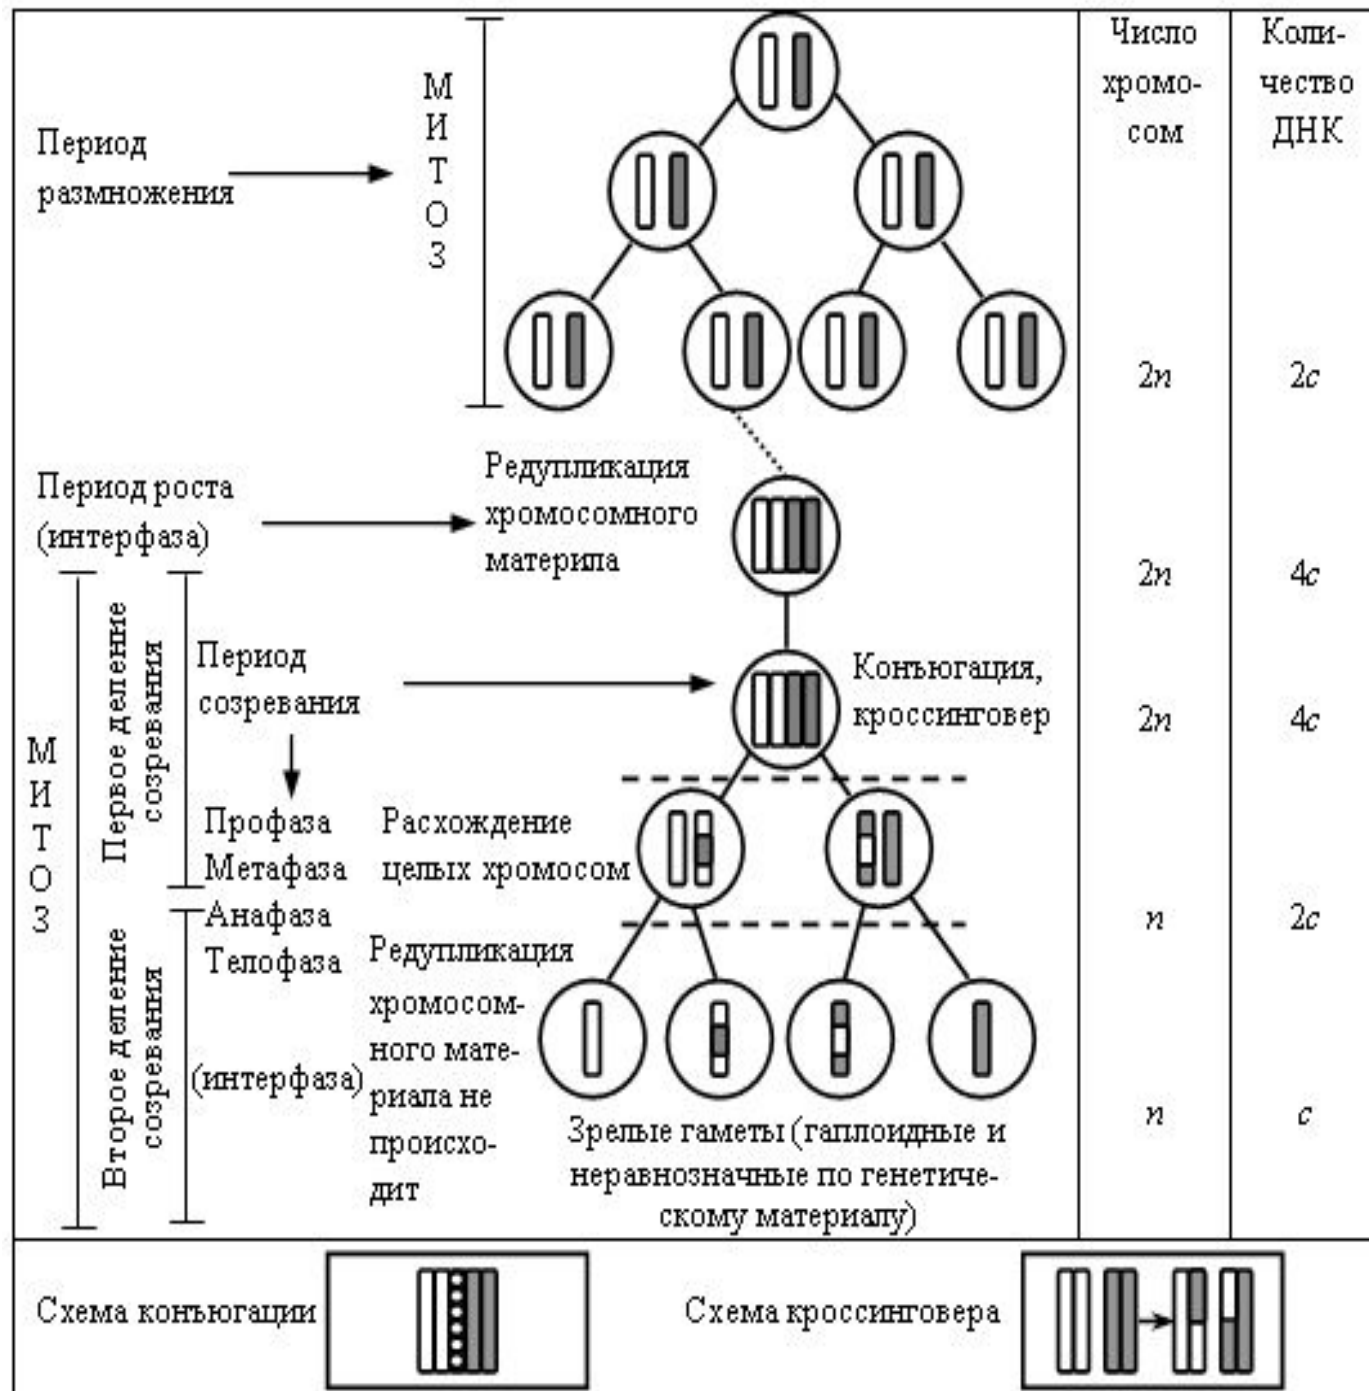 Число
хромо-
сом
Коли-
чество
ДНК
Период
размножения
М
И
Т
О
З
2n
2c
Период роста
(интерфаза)
Редупликация
хромосомного
материпа
2n
4c
М
И
Т
О
З
Первое деление
созревания
Период
созревания
Конъюгация,
кроссинговер
2n
4c
Профаза
Метафаза
Анафаза
Телофаза
Расхождение
целых хромосом
n
2c
Второе деление
созревания
(интерфаза)
Редупликация
хромосом-
ного мате-
риала не
происхо-
дит
Зрелые гаметы (гаплоидные и
неравнозначные по генетиче-
скому материалу)
n
c
Схема конъюгации
Схема кроссинговера